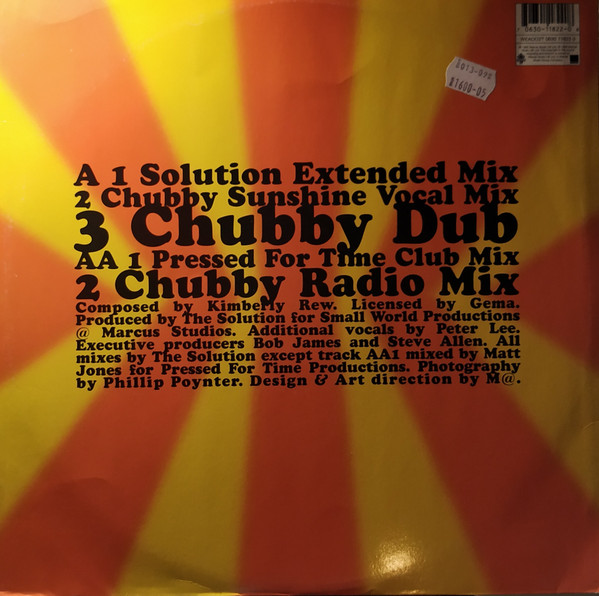 A 1 Solution Extended Mix
2 Chubby Sunshine Vocal Mix
3 Chubby Dub
AA 1 Pressed For Time Club Mix
2 Chubby Radio Mix
Composed by Kimberly Rew. Licensed by Gema.
Produced by The Solution for Small World Productions
@ Marcus Studios. Additional vocals by Peter Lee.
Executive producers Bob James and Steve Allen. All
mixes by The Solution except track AA1 mixed by Matt
Jones for Pressed For Time Productions. Photography
by Phillip Poynter. Design & Art direction by M@.